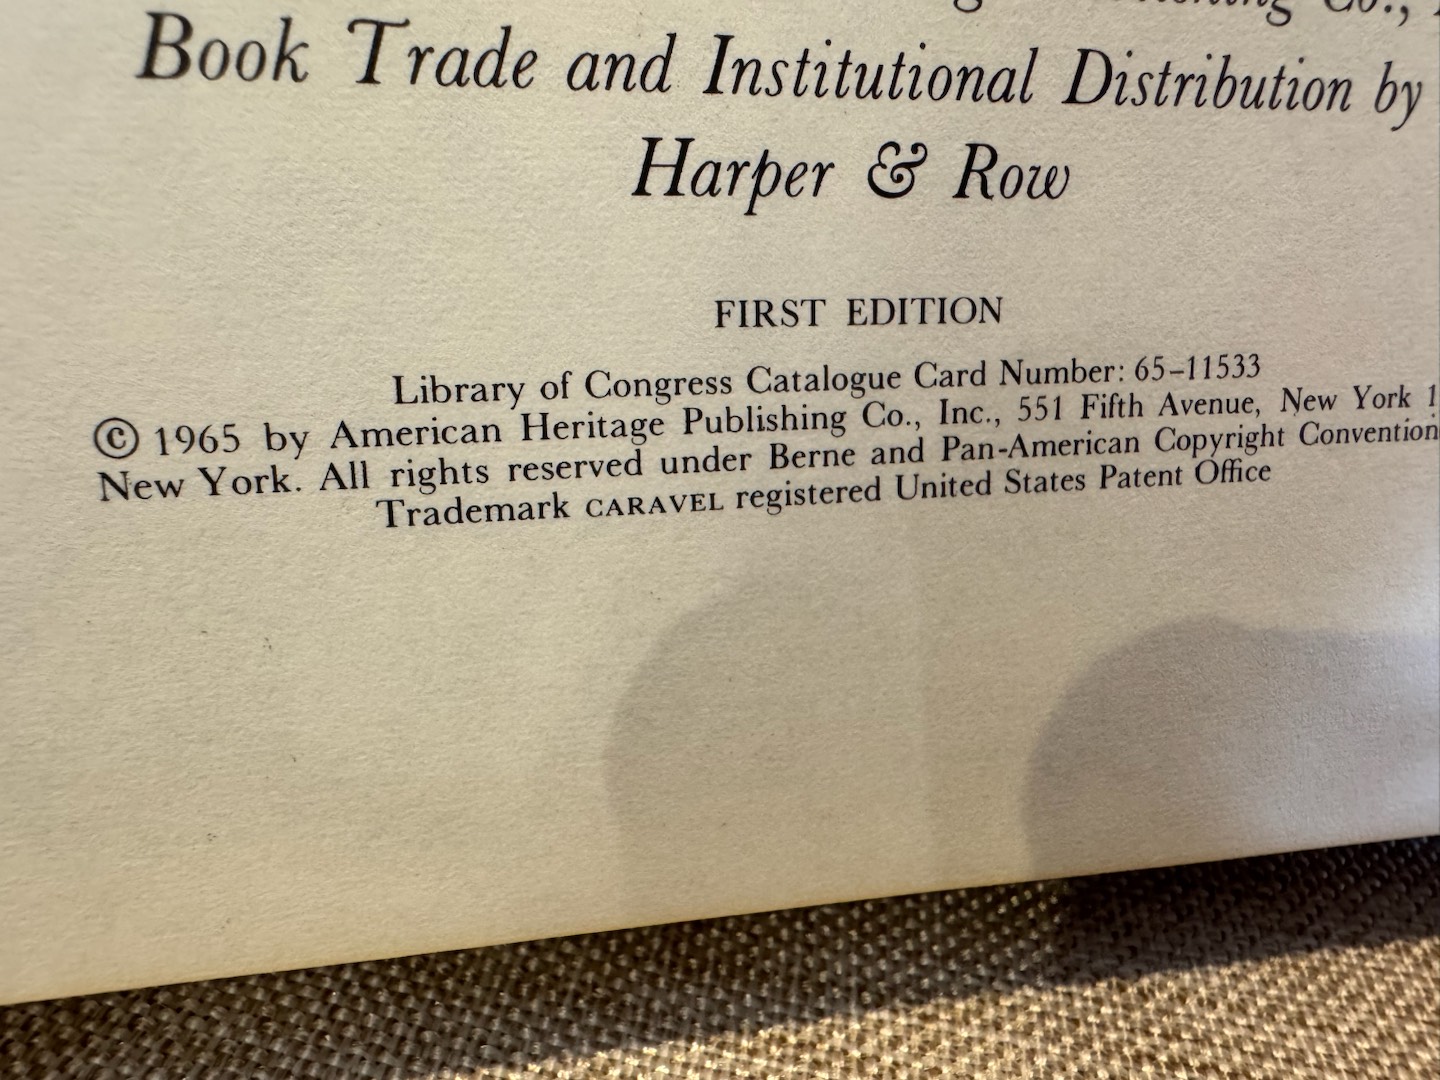 Co.,
Book Trade and Institutional Distribution by
Harper & Row
FIRST EDITION
Library of Congress Catalogue Card Number: 65–11533
© 1965 by American Heritage Publishing Co., Inc., 551 Fifth Avenue, New York
New York. All rights reserved under Berne and Pan-American Copyright Convention
Trademark CARAVEL registered United States Patent Office